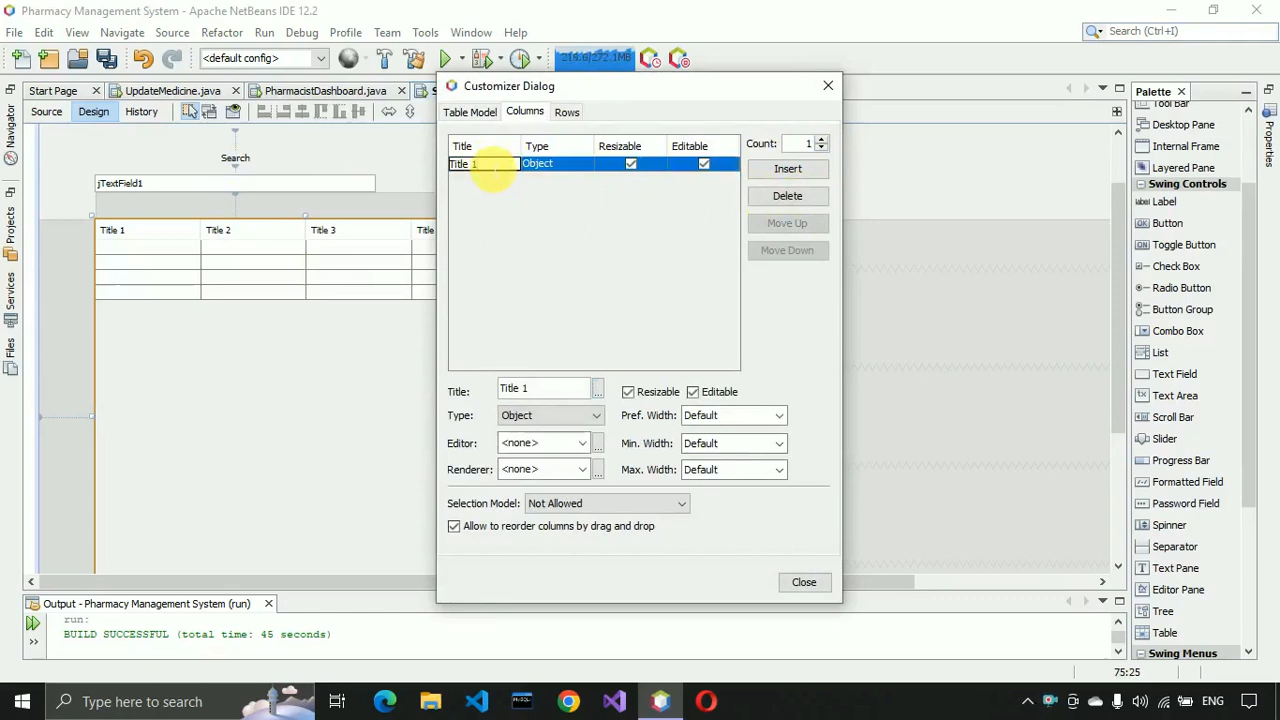 Pharmacy Management System - Apache NetBeans IDE 12.2
File Edit View Navigate Source Refactor Run Debug Profile Team Tools Window Help
Search (Ctrl+I)
<default config>
Start Page UpdateMedicine.java PharmacistDashboard.java
Source Design History
Navigator
Projects
Services
Files
Search
jTextField1
Title 1 Title 2 Title 3
Customizer Dialog
Table Model Columns Rows
Title Type Resizable Editable
Title 1 Object
Count: 1
Insert
Delete
Move Up
Move Down
Title: Title 1 Resizable Editable
Type: Object Pref. Width: Default
Editor: <none> Min. Width: Default
Renderer: <none> Max. Width: Default
Selection Model: Not Allowed
Allow to reorder columns by drag and drop
Close
Palette
Tool Bar
Desktop Pane
Internal Frame
Layered Pane
Swing Controls
Label
Button
Toggle Button
Check Box
Radio Button
Button Group
Combo Box
List
Text Field
Text Area
Scroll Bar
Slider
Progress Bar
Formatted Field
Password Field
Spinner
Separator
Text Pane
Editor Pane
Tree
Table
Swing Menus
Properties
Output - Pharmacy Management System (run)
run:
BUILD SUCCESSFUL (total time: 45 seconds)
75:25
Type here to search
ENG